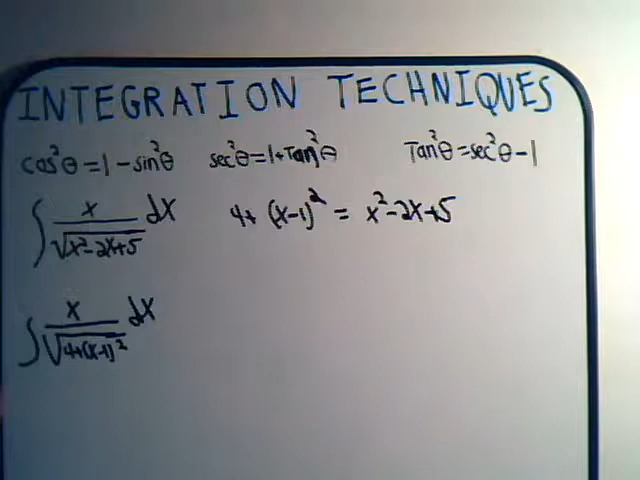 INTEGRATION TECHNIQUES
cos²θ = 1 - sin²θ sec²θ = 1 + Tan²θ Tan²θ = sec²θ - 1
∫ x/√(x²-2x+5) dx 4+(x-1)² = x²-2x+5
∫ x/√(4+(x-1)²) dx